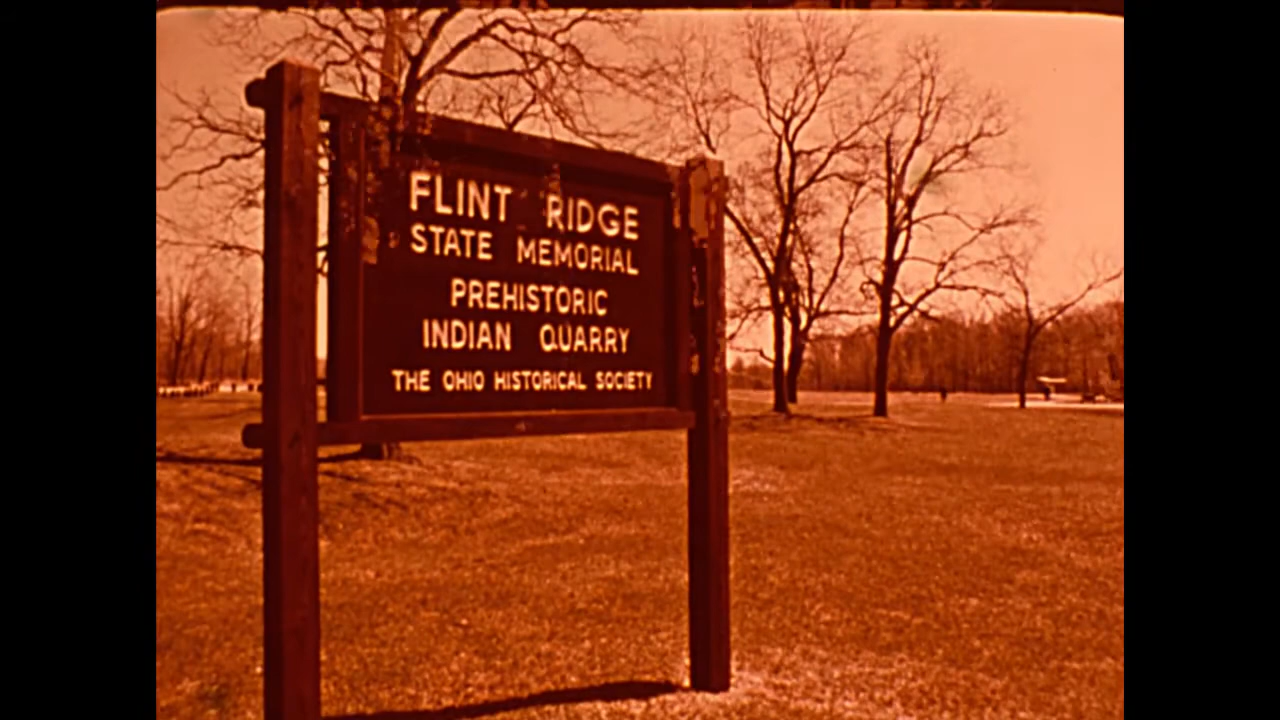 FLINT RIDGE
STATE MEMORIAL
PREHISTORIC
INDIAN QUARRY
THE OHIO HISTORICAL SOCIETY